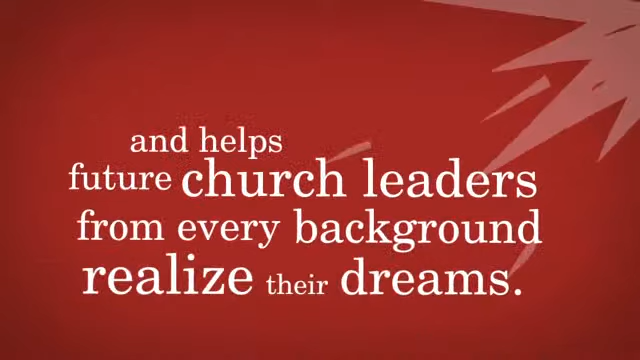 and helps
future church leaders
from every background
realize their dreams.